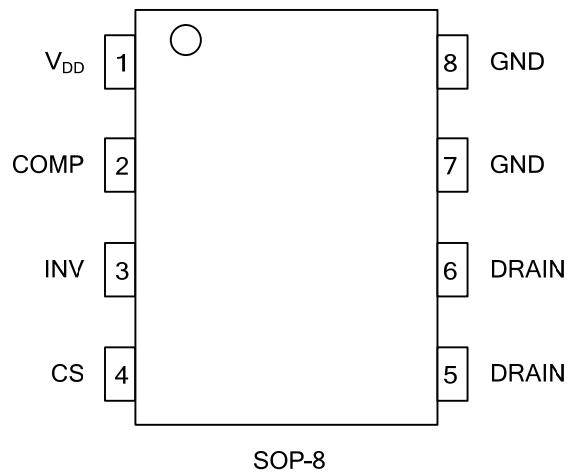 VDD 1 8 GND
COMP 2 7 GND
INV 3 6 DRAIN
CS 4 5 DRAIN
SOP-8